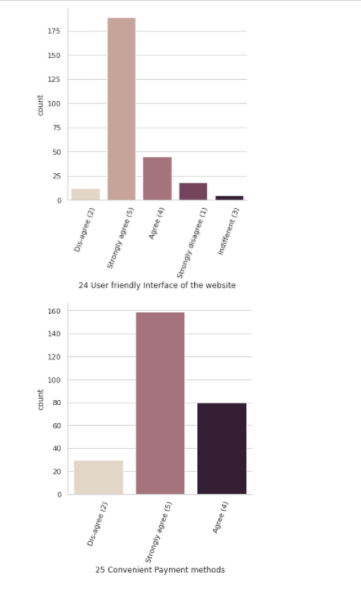 175
150
125
100
75
50
25
0
count
Dis-agree (2)
Strongly agree (5)
Agree (4)
Strongly disagree (1)
Indifferent (3)
24 User friendly Interface of the website
160
140
120
100
80
60
40
20
0
count
Dis-agree (2)
Strongly agree (5)
Agree (4)
25 Convenient Payment methods